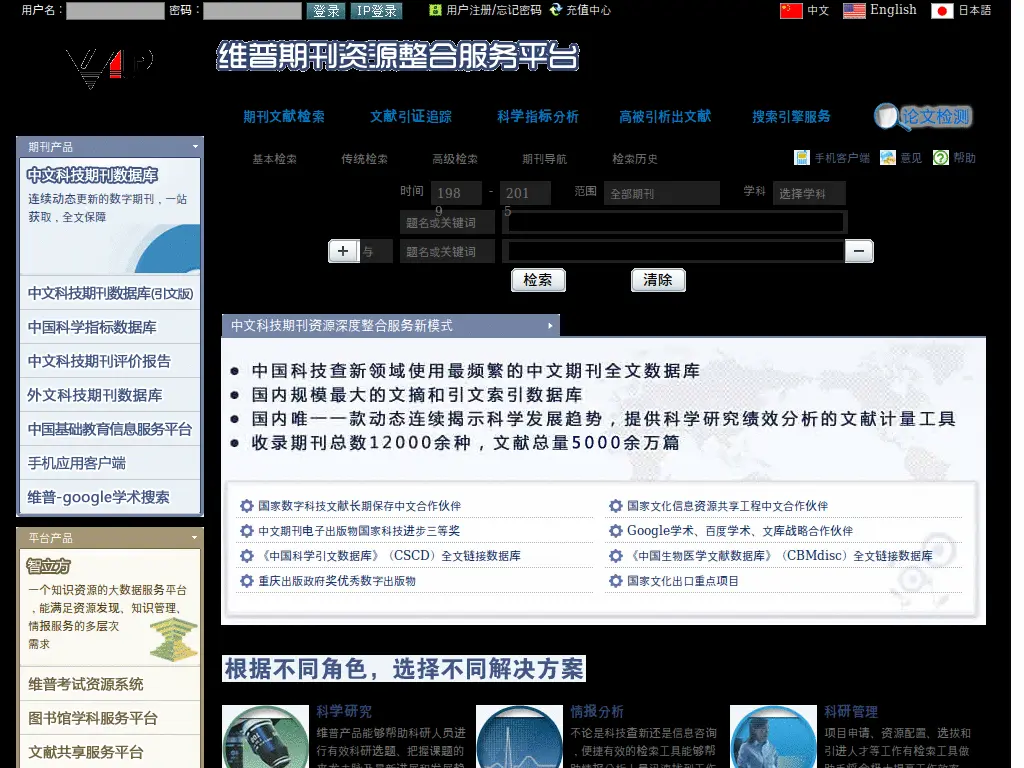 用户名： 密码： 登录 IP登录 用户注册/忘记密码 充值中心 中文 English 日本語
VIP 维普期刊资源整合服务平台
期刊文献检索 文献引证追踪 科学指标分析 高被引析出文献 搜索引擎服务 论文检测
基本检索 传统检索 高级检索 期刊导航 检索历史 手机客户端 意见 帮助
时间 1989 - 2015 范围 全部期刊 学科 选择学科
题名或关键词
+ 与 题名或关键词 −
检索 清除
期刊产品
中文科技期刊数据库
连续动态更新的数字期刊，一站
获取，全文保障
中文科技期刊数据库(引文版)
中国科学指标数据库
中文科技期刊评价报告
外文科技期刊数据库
中国基础教育信息服务平台
手机应用客户端
维普-google学术搜索
平台产品
智立方
一个知识资源的大数据服务平台
，能满足资源发现、知识管理、
情报服务的多层次
需求
维普考试资源系统
图书馆学科服务平台
文献共享服务平台
中文科技期刊资源深度整合服务新模式
● 中国科技查新领域使用最频繁的中文期刊全文数据库
● 国内规模最大的文摘和引文索引数据库
● 国内唯一一款动态连续揭示科学发展趋势，提供科学研究绩效分析的文献计量工具
● 收录期刊总数12000余种，文献总量5000余万篇
国家数字科技文献长期保存中文合作伙伴 国家文化信息资源共享工程中文合作伙伴
中文期刊电子出版物国家科技进步三等奖 Google学术、百度学术、文库战略合作伙伴
《中国科学引文数据库》（CSCD）全文链接数据库 《中国生物医学文献数据库》（CBMdisc）全文链接数据库
重庆出版政府奖优秀数字出版物 国家文化出口重点项目
根据不同角色，选择不同解决方案
科学研究
维普产品能够帮助科研人员进
行有效科研选题、把握课题的
情报分析
不论是科技查新还是信息咨询
，便捷有效的检索工具能够帮
科研管理
项目申请、资源配置、选拔和
引进人才等工作有检索工具做